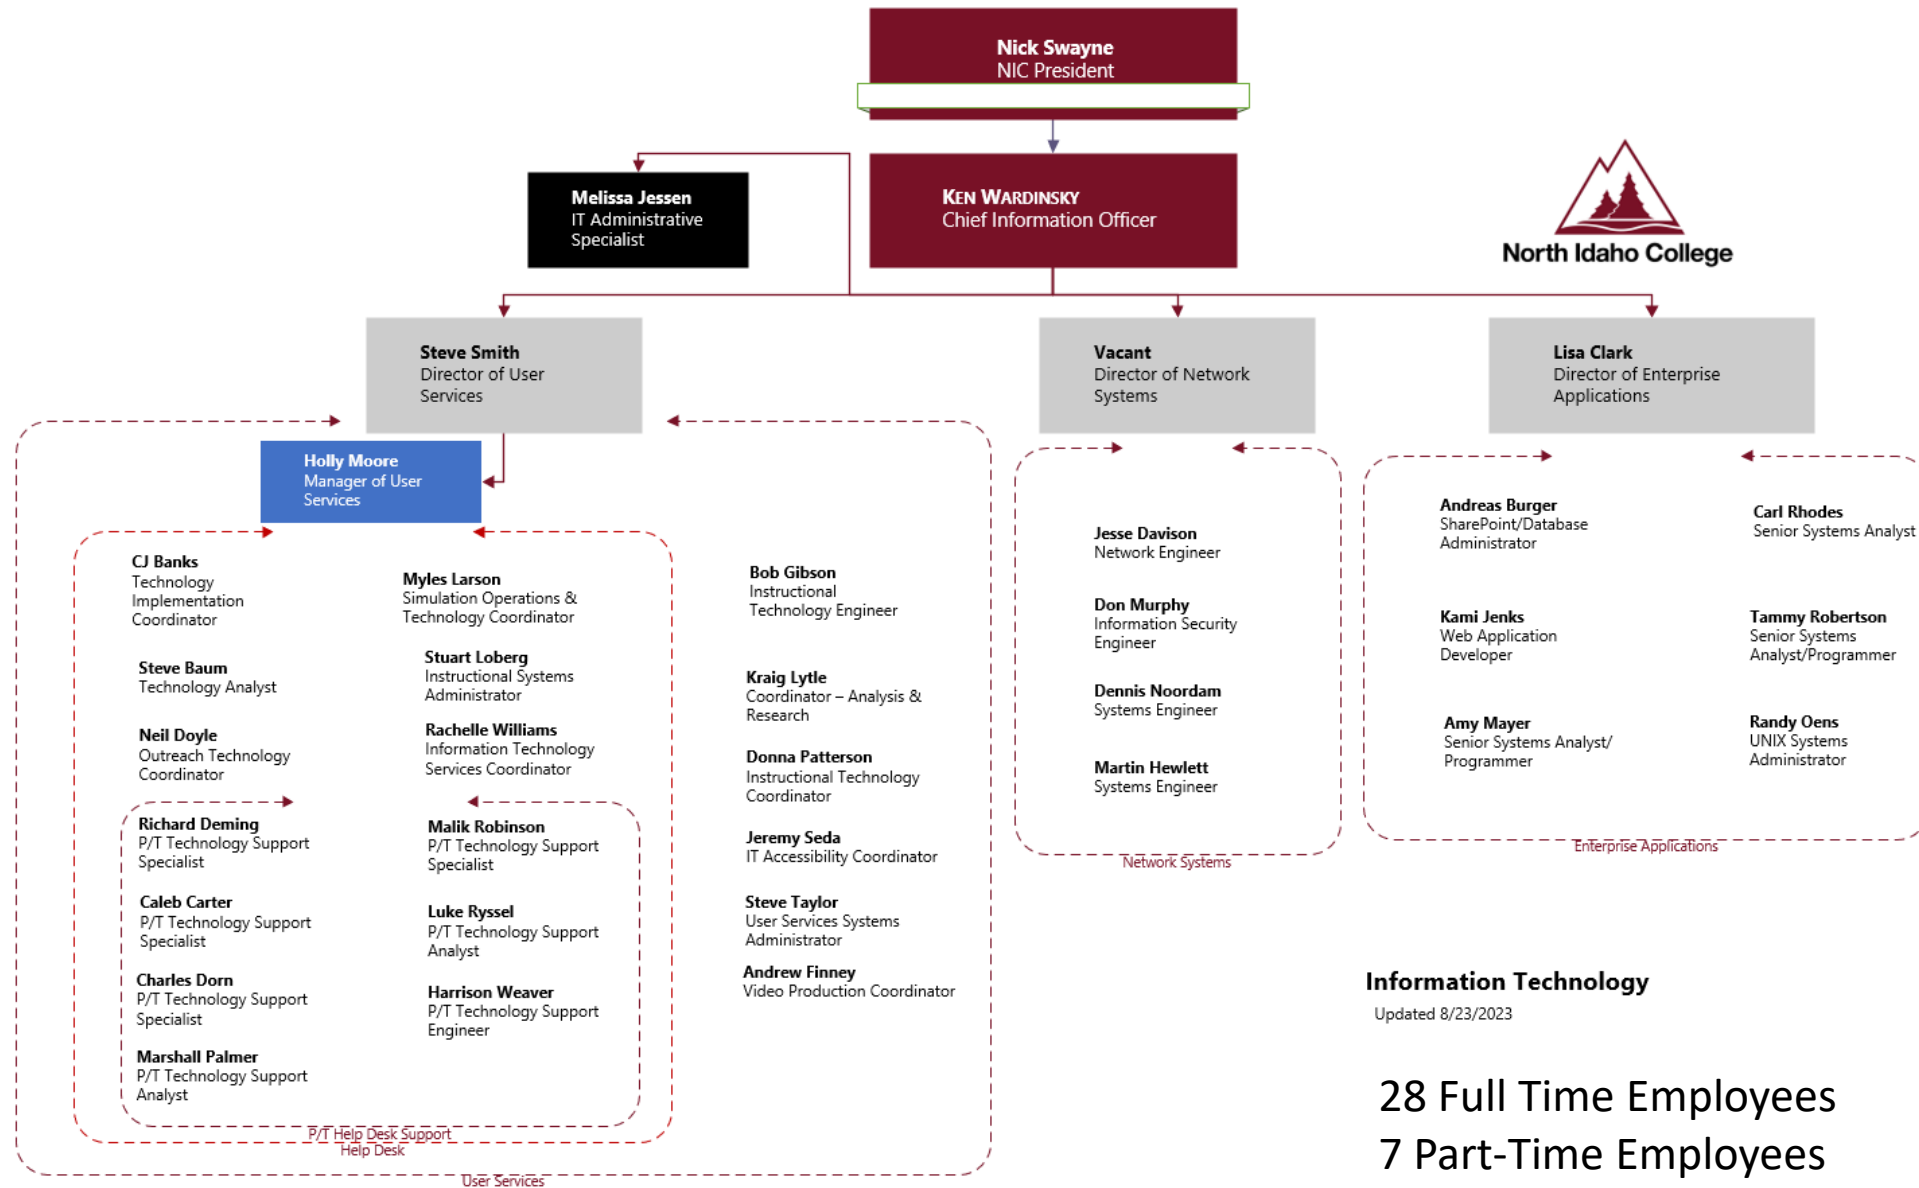 Nick Swayne
NIC President
Melissa Jessen
IT Administrative
Specialist
KEN WARDINSKY
Chief Information Officer
North Idaho College
Steve Smith
Director of User
Services
Vacant
Director of Network
Systems
Lisa Clark
Director of Enterprise
Applications
Holly Moore
Manager of User
Services
CJ Banks
Technology
Implementation
Coordinator
Myles Larson
Simulation Operations &
Technology Coordinator
Steve Baum
Technology Analyst
Stuart Loberg
Instructional Systems
Administrator
Neil Doyle
Outreach Technology
Coordinator
Rachelle Williams
Information Technology
Services Coordinator
Richard Deming
P/T Technology Support
Specialist
Malik Robinson
P/T Technology Support
Specialist
Caleb Carter
P/T Technology Support
Specialist
Luke Ryssel
P/T Technology Support
Analyst
Charles Dorn
P/T Technology Support
Specialist
Harrison Weaver
P/T Technology Support
Engineer
Marshall Palmer
P/T Technology Support
Analyst
P/T Help Desk Support
Help Desk
User Services
Bob Gibson
Instructional
Technology Engineer
Kraig Lytle
Coordinator – Analysis &
Research
Donna Patterson
Instructional Technology
Coordinator
Jeremy Seda
IT Accessibility Coordinator
Steve Taylor
User Services Systems
Administrator
Andrew Finney
Video Production Coordinator
Jesse Davison
Network Engineer
Don Murphy
Information Security
Engineer
Dennis Noordam
Systems Engineer
Martin Hewlett
Systems Engineer
Network Systems
Andreas Burger
SharePoint/Database
Administrator
Carl Rhodes
Senior Systems Analyst
Kami Jenks
Web Application
Developer
Tammy Robertson
Senior Systems
Analyst/Programmer
Amy Mayer
Senior Systems Analyst/
Programmer
Randy Oens
UNIX Systems
Administrator
Enterprise Applications
Information Technology
Updated 8/23/2023
28 Full Time Employees
7 Part-Time Employees